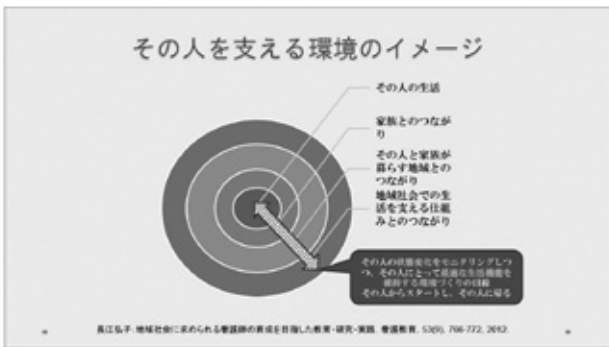 その人を支える環境のイメージ
その人の生活
家族とのつなが
り
その人と家族が
暮らす地域との
つながり
地域社会での生
活を支える仕組
みとのつながり
その人の状態変化をモニタリングしつ
つ、その人にとって最適な生活機能を
維持する環境づくりの目線
その人からスタートし、その人に帰る
長江弘子:地域社会に求められる看護師の育成を目指した教育・研究・実践. 看護教育. 53(9), 766-772, 2012.